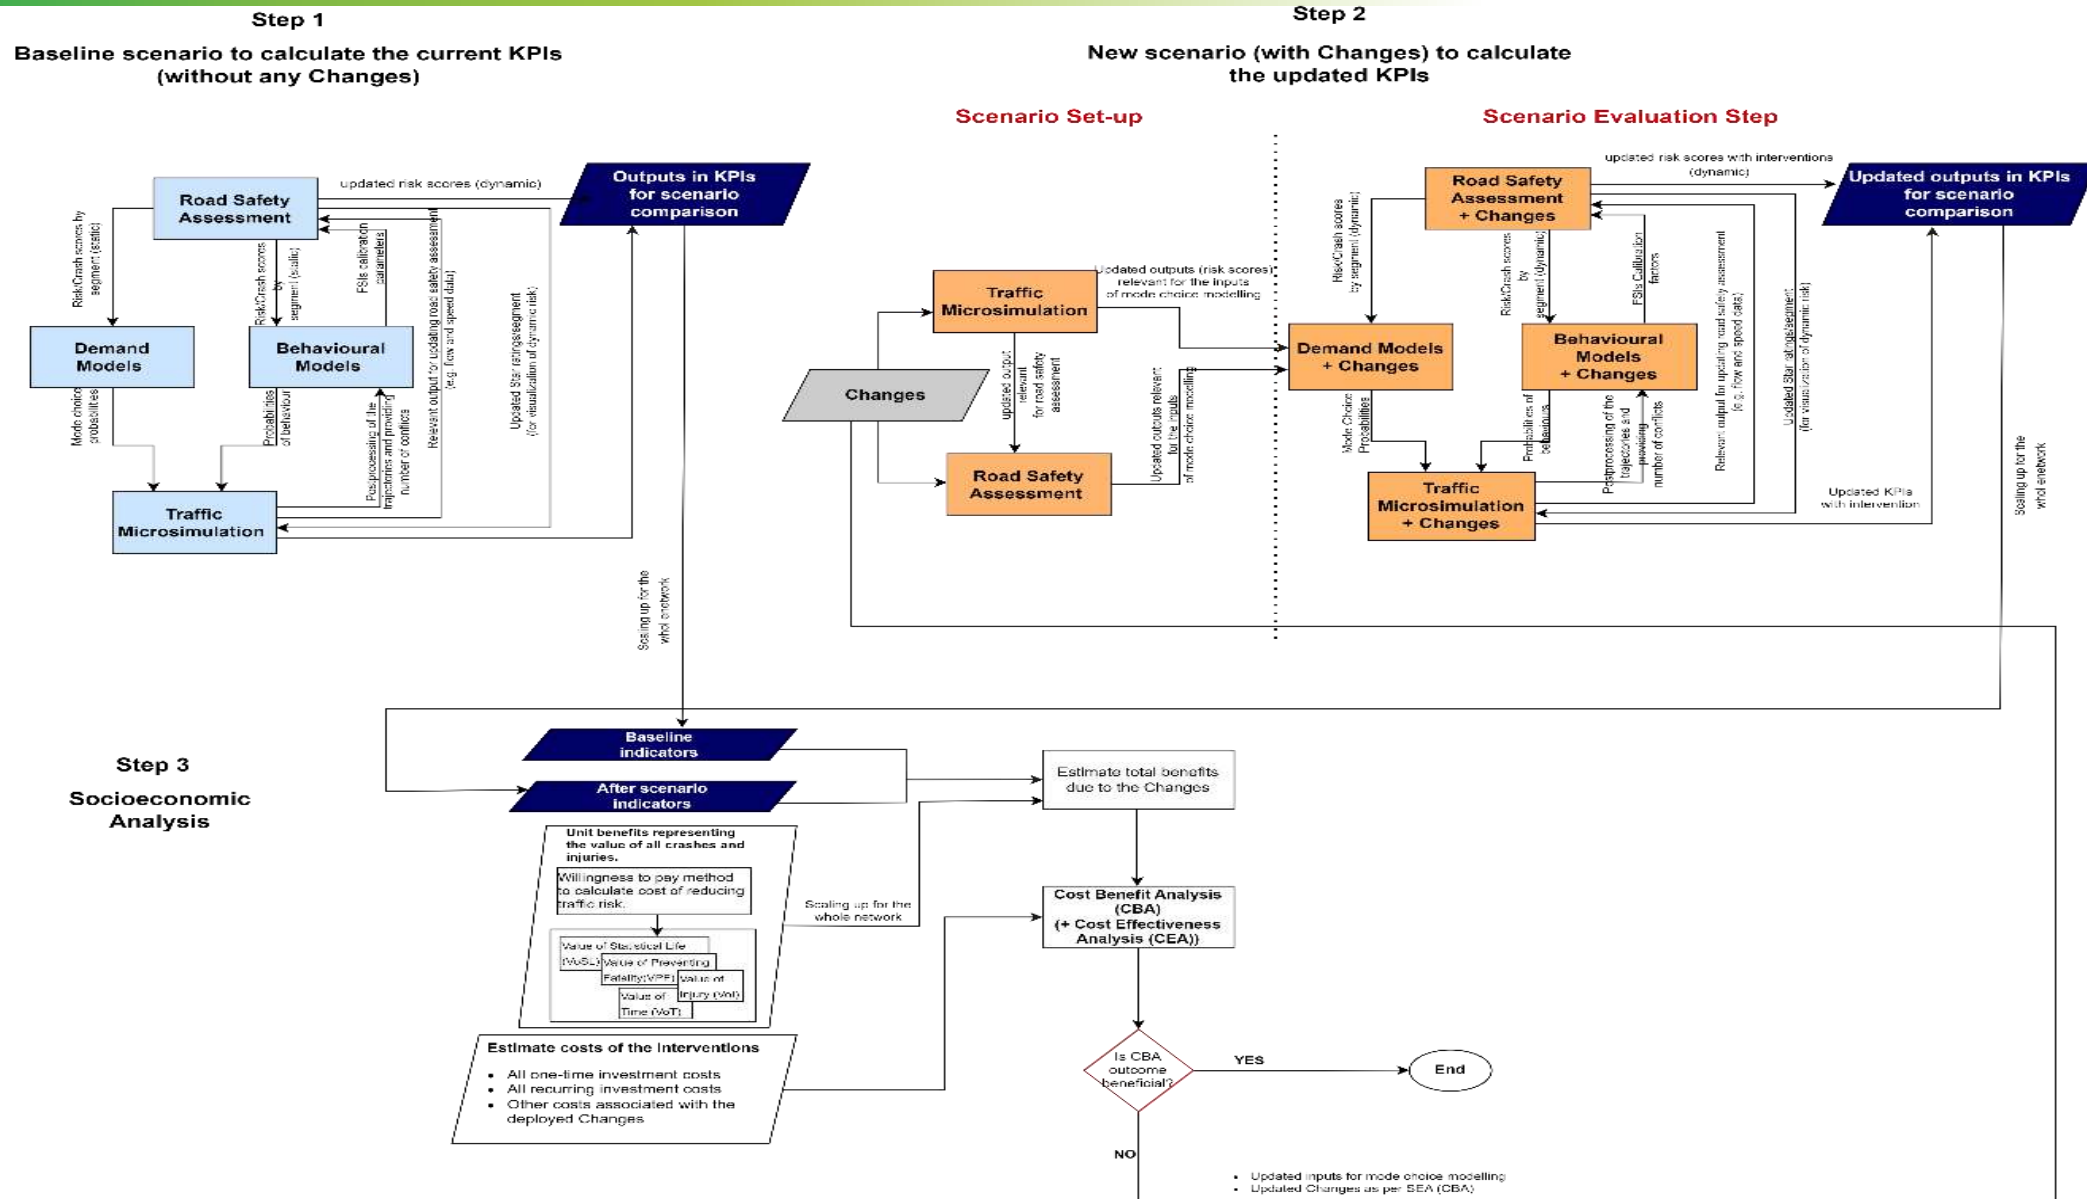 Step 1
Baseline scenario to calculate the current KPIs
(without any Changes)
Step 2
New scenario (with Changes) to calculate
the updated KPIs
Scenario Set-up
Scenario Evaluation Step
Road Safety
Assessment
updated risk scores (dynamic)
Outputs in KPIs
for scenario
comparison
Risk/Crash scores by
segment (static)
Risk/Crash scores
by
segment (static)
FSIs calibration
parameters
Relevant output for updating road safety assessment
(e.g. flow and speed data)
Updated Star ratings/segment
(for visualization of dynamic risk)
Demand
Models
Behavioural
Models
Mode choice
probabilities
Probabilities
of behaviour
Postprocessing of the
trajectories and providing
number of conflicts
Traffic
Microsimulation
Scaling up for the
whol enetwork
Traffic
Microsimulation
Updated outputs (risk scores)
relevant for the inputs
of mode choice modelling
Changes
updated output
relevant
for road safety
assessment
Updated outputs relevant
for the inputs
of mode choice modelling
Road Safety
Assessment
Road Safety
Assessment
+ Changes
updated risk scores with interventions
(dynamic)
Updated outputs in KPIs
for scenario
comparison
Risk/Crash scores
by segment (dynamic)
Risk/Crash scores
by
segment (dynamic)
FSIs Calibration
factors
Relevant output for updating road safety assessment
(e.g. flow and speed data)
Updated Star ratings/segment
(for visualization of dynamic risk)
Demand Models
+ Changes
Behavioural
Models
+ Changes
Mode Choice
Propabilities
Probabilities of
behaviours
Postprocessing of the
trajectories and
providing
number of conflicts
Traffic
Microsimulation
+ Changes
Updated KPIs
with intervention
Scaling up for the
whol enetwork
Step 3
Socioeconomic
Analysis
Baseline
indicators
After scenario
indicators
Estimate total benefits
due to the Changes
Unit benefits representing
the value of all crashes and
injuries.
Willingness to pay method
to calculate cost of reducing
traffic risk.
Value of Statistical Life
(VoSL)
Value of Preventing
Fatality(VPF)
Value of
Injury (VoI)
Value of
Time (VoT)
Scaling up for the
whole network
Cost Benefit Analysis
(CBA)
(+ Cost Effectiveness
Analysis (CEA))
Estimate costs of the Interventions
• All one-time investment costs
• All recurring investment costs
• Other costs associated with the
deployed Changes
Is CBA
outcome
beneficial?
YES
End
NO
• Updated inputs for mode choice modelling
• Updated Changes as per SEA (CBA)